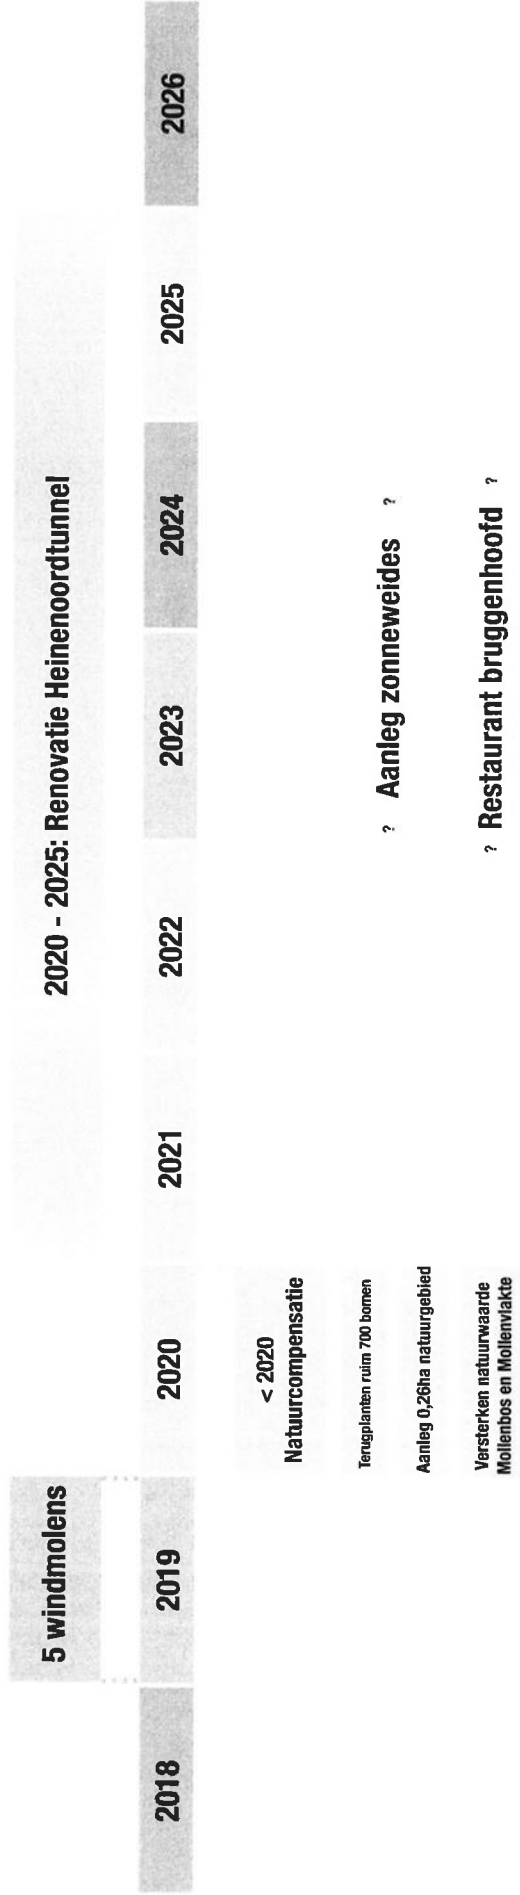 5 windmolens
2020 - 2025: Renovatie Heinenoordtunnel
2018
2019
2020
2021
2022
2023
2024
2025
2026
< 2020
Natuurcompensatie
Terugplanten ruim 700 bomen
Aanleg 0,26ha natuurgebied
Versterken natuurwaarde
Mollenbos en Mollenvlakte
? Aanleg zonneweides ?
? Restaurant bruggenhoofd ?